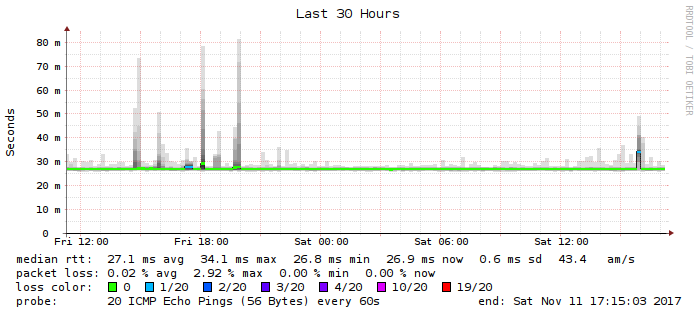 Last 30 Hours
RRDTOOL / TOBI OETIKER
Seconds
80 m
70 m
60 m
50 m
40 m
30 m
20 m
10 m
0
Fri 12:00 Fri 18:00 Sat 00:00 Sat 06:00 Sat 12:00
median rtt: 27.1 ms avg 34.1 ms max 26.8 ms min 26.9 ms now 0.6 ms sd 43.4 am/s
packet loss: 0.02 % avg 2.92 % max 0.00 % min 0.00 % now
loss color: 0 1/20 2/20 3/20 4/20 10/20 19/20
probe: 20 ICMP Echo Pings (56 Bytes) every 60s end: Sat Nov 11 17:15:03 2017